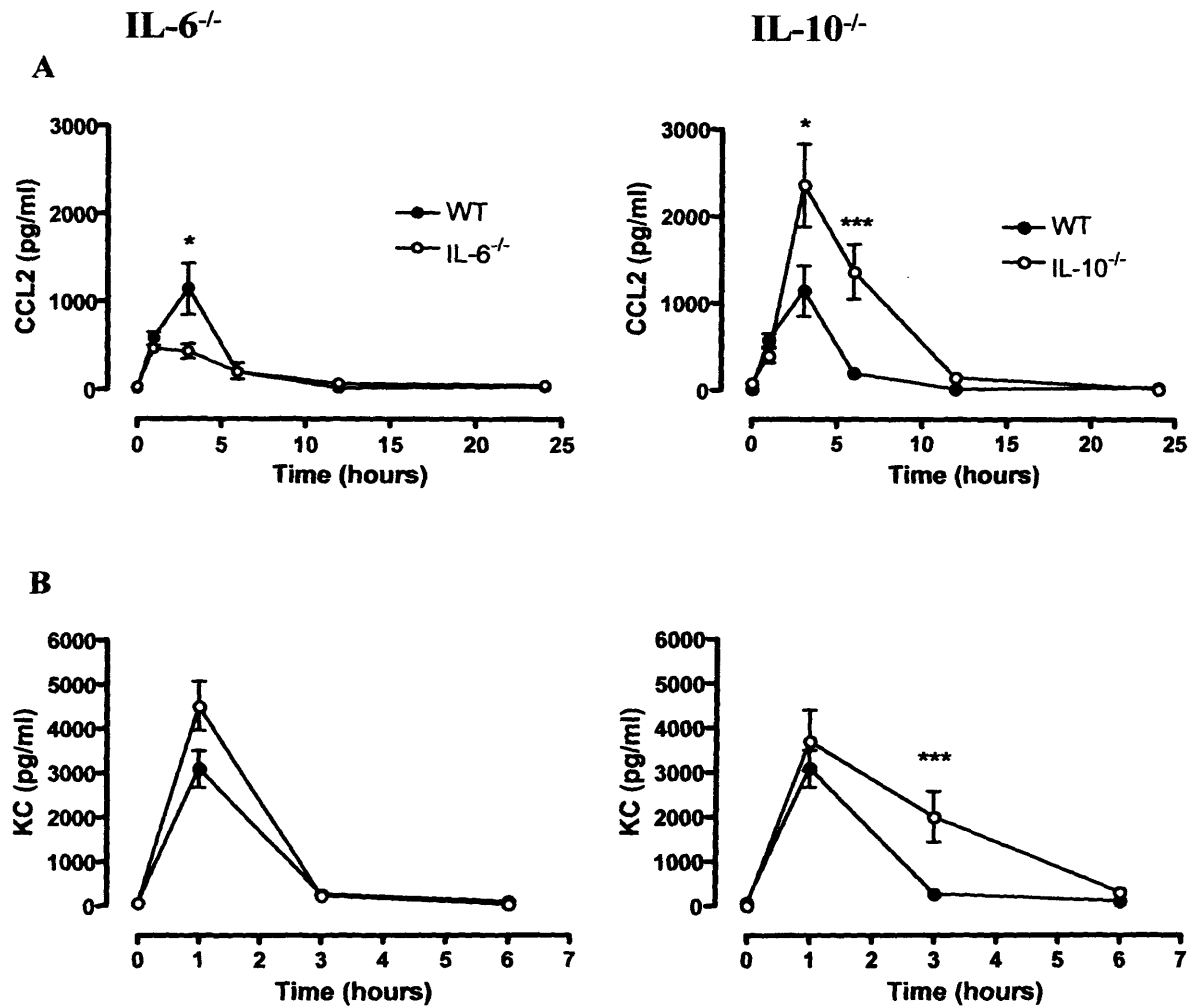 IL-6-/-
IL-10-/-
A
3000
2000
1000
0
CCL2 (pg/ml)
*
WT
IL-6-/-
0 5 10 15 20 25
Time (hours)
3000
2000
1000
0
CCL2 (pg/ml)
*
***
WT
IL-10-/-
0 5 10 15 20 25
Time (hours)
B
6000
5000
4000
3000
2000
1000
0
KC (pg/ml)
0 1 2 3 4 5 6 7
Time (hours)
6000
5000
4000
3000
2000
1000
0
KC (pg/ml)
***
0 1 2 3 4 5 6 7
Time (hours)